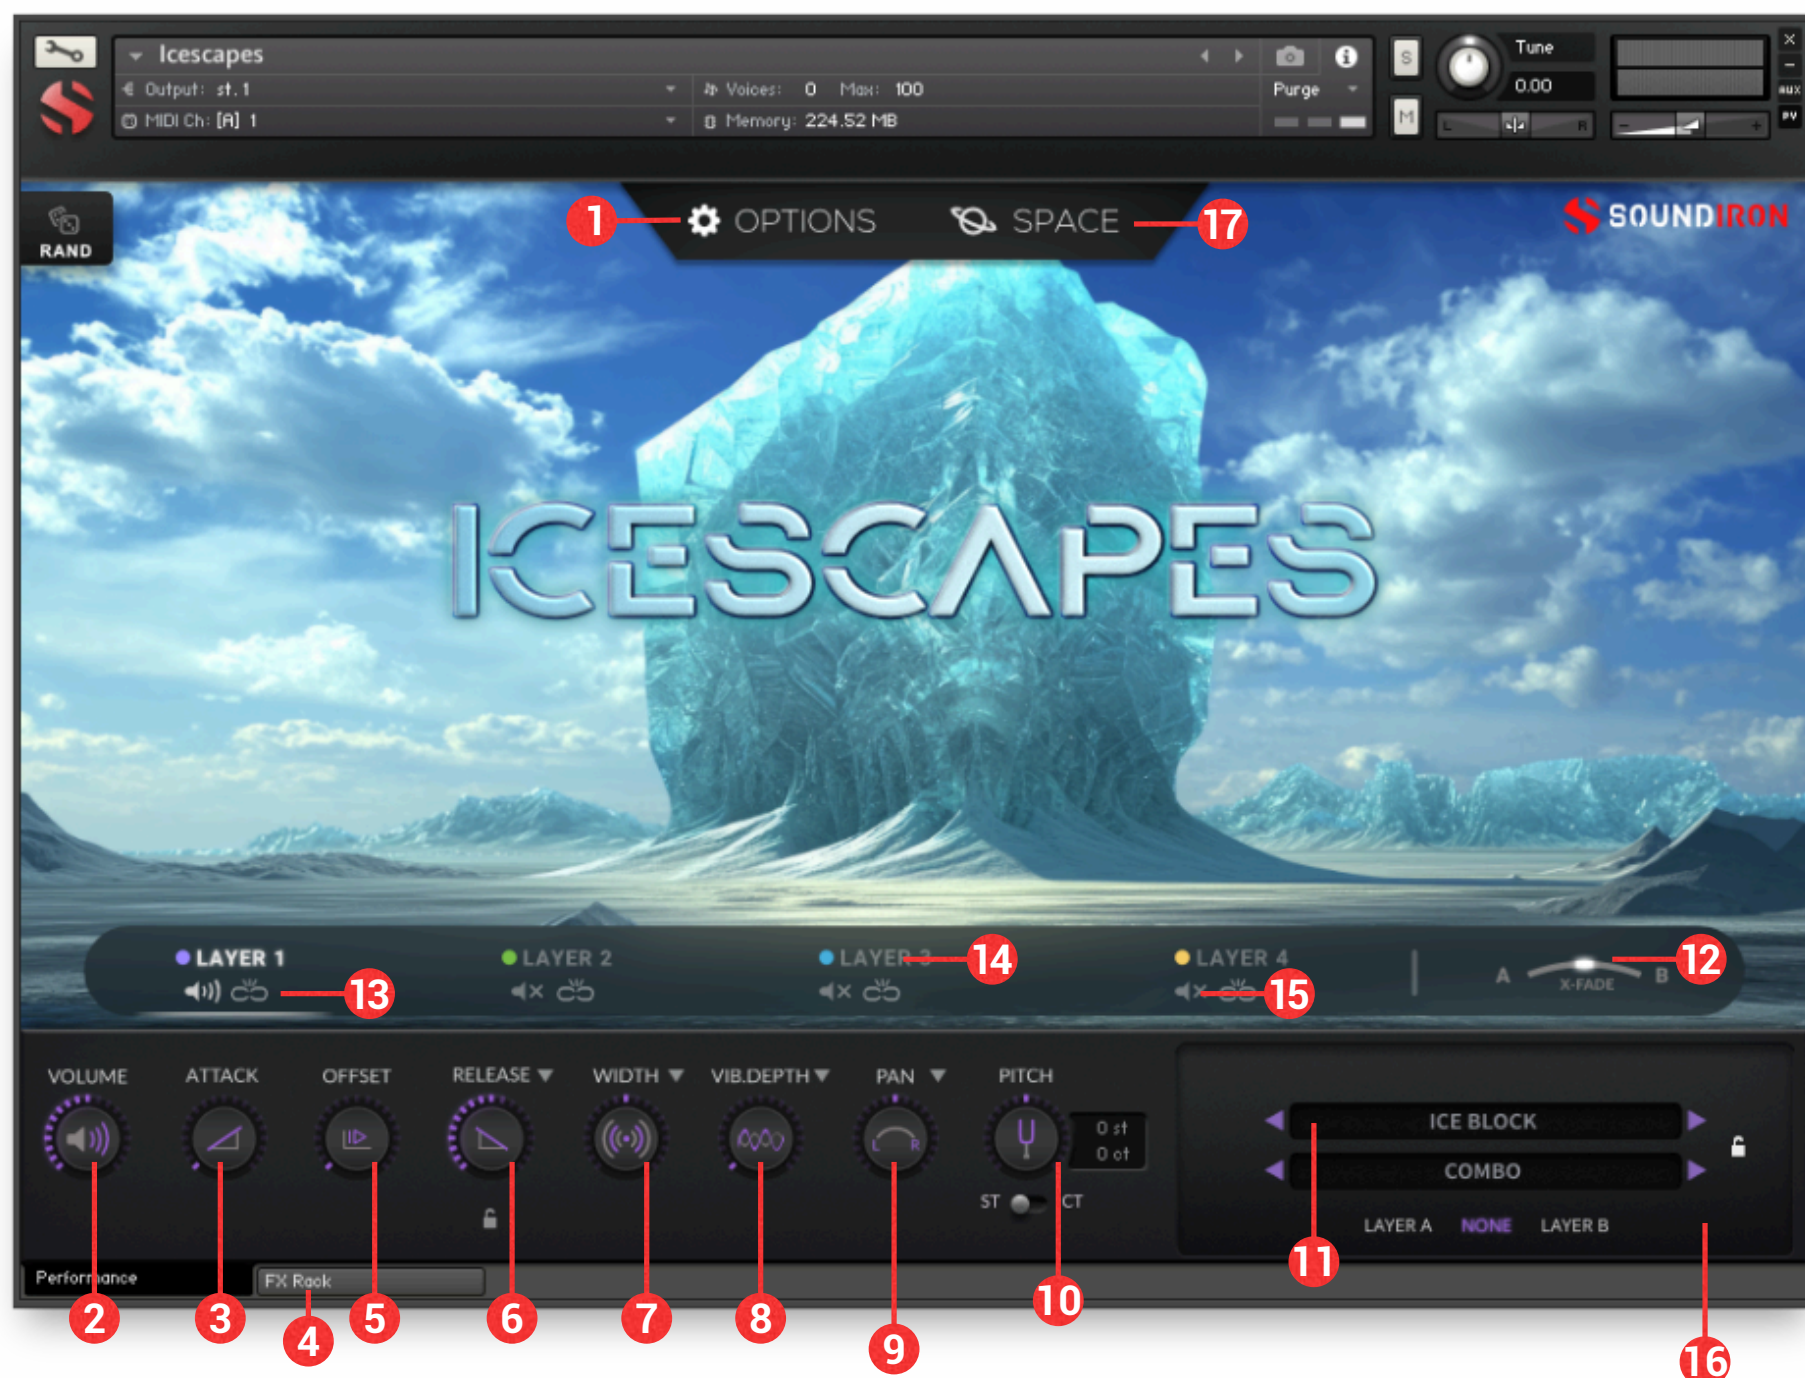 Icescapes
Output: st.1
Voices: 0 Max: 100
Purge
MIDI Ch: [A] 1
Memory: 224.52 MB
S
M
Tune
0.00
L R
- +
X
-
AUX
PV
RAND
1 OPTIONS SPACE 17
SOUNDIRON
ICESCAPES
LAYER 1 LAYER 2 LAYER 3 14 LAYER 4 A X-FADE B 12
13 15
VOLUME ATTACK OFFSET RELEASE WIDTH VIB.DEPTH PAN PITCH
L R
0 st
0 ct
ST CT
ICE BLOCK
COMBO
LAYER A NONE LAYER B
Performance FX Rack
2 3 4 5 6 7 8 9 10 11 16